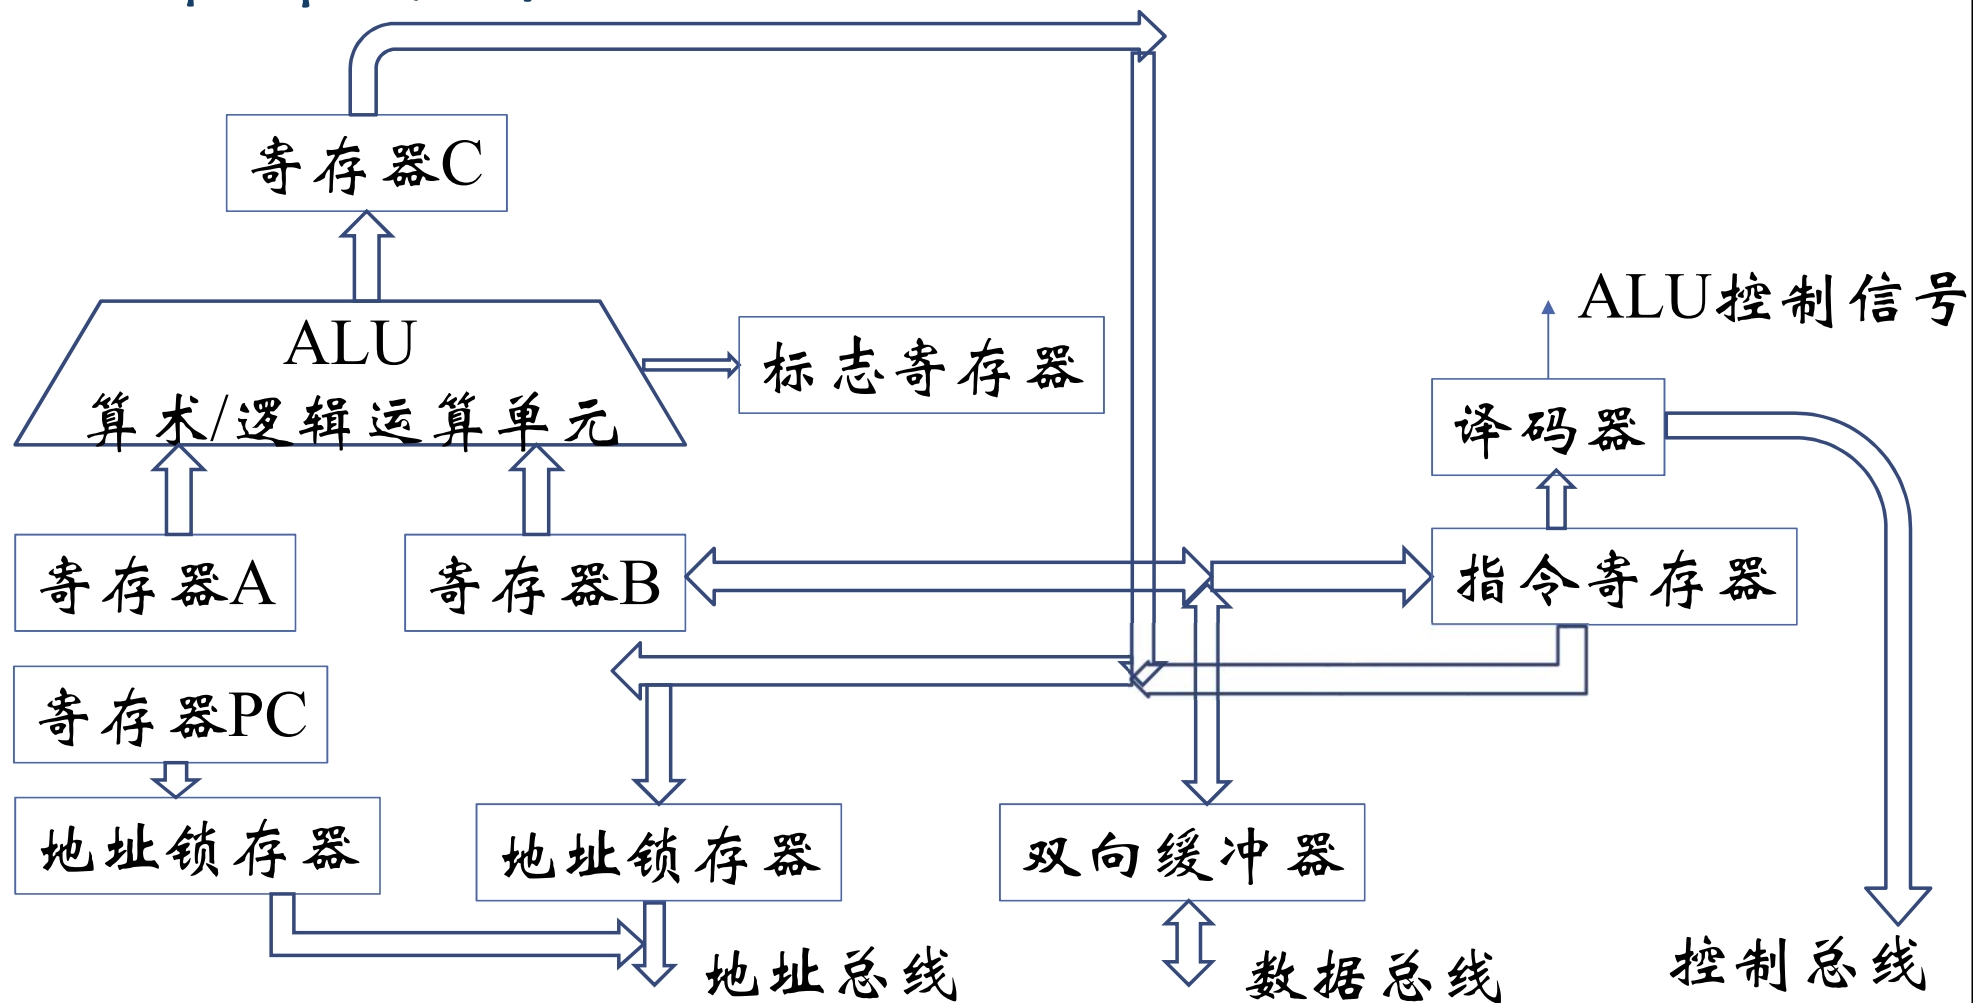 寄存器C
ALU控制信号
ALU
算术/逻辑运算单元
标志寄存器
译码器
寄存器A
寄存器B
指令寄存器
寄存器PC
地址锁存器
地址锁存器
双向缓冲器
地址总线
数据总线
控制总线